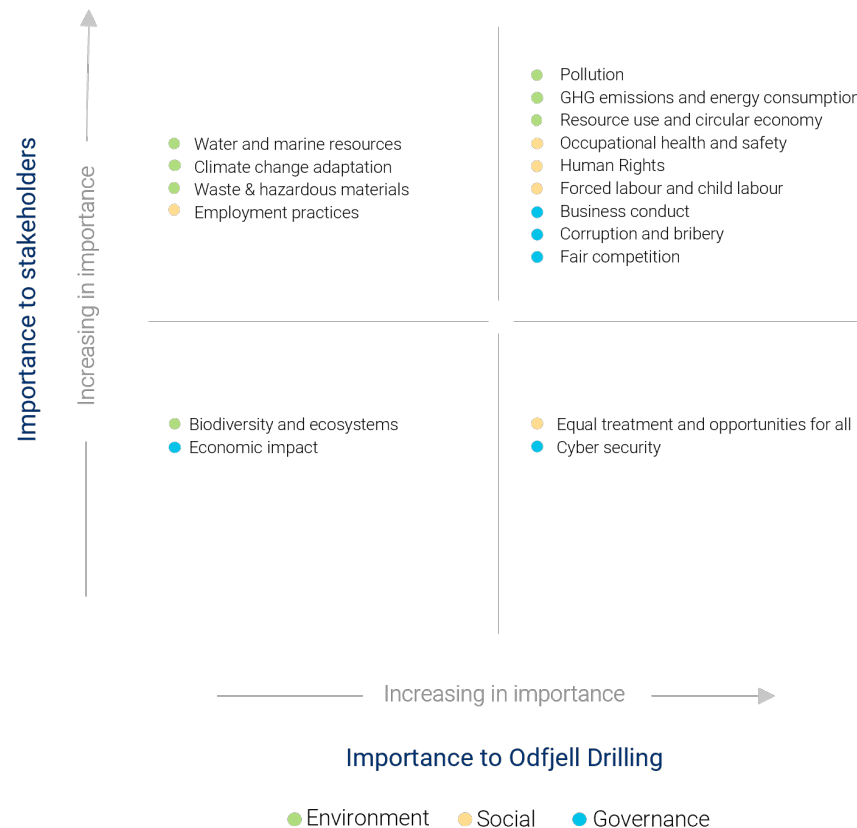 Importance to stakeholders
Increasing in importance
Water and marine resources
Climate change adaptation
Waste & hazardous materials
Employment practices
Pollution
GHG emissions and energy consumption
Resource use and circular economy
Occupational health and safety
Human Rights
Forced labour and child labour
Business conduct
Corruption and bribery
Fair competition
Biodiversity and ecosystems
Economic impact
Equal treatment and opportunities for all
Cyber security
Increasing in importance
Importance to Odfjell Drilling
Environment Social Governance